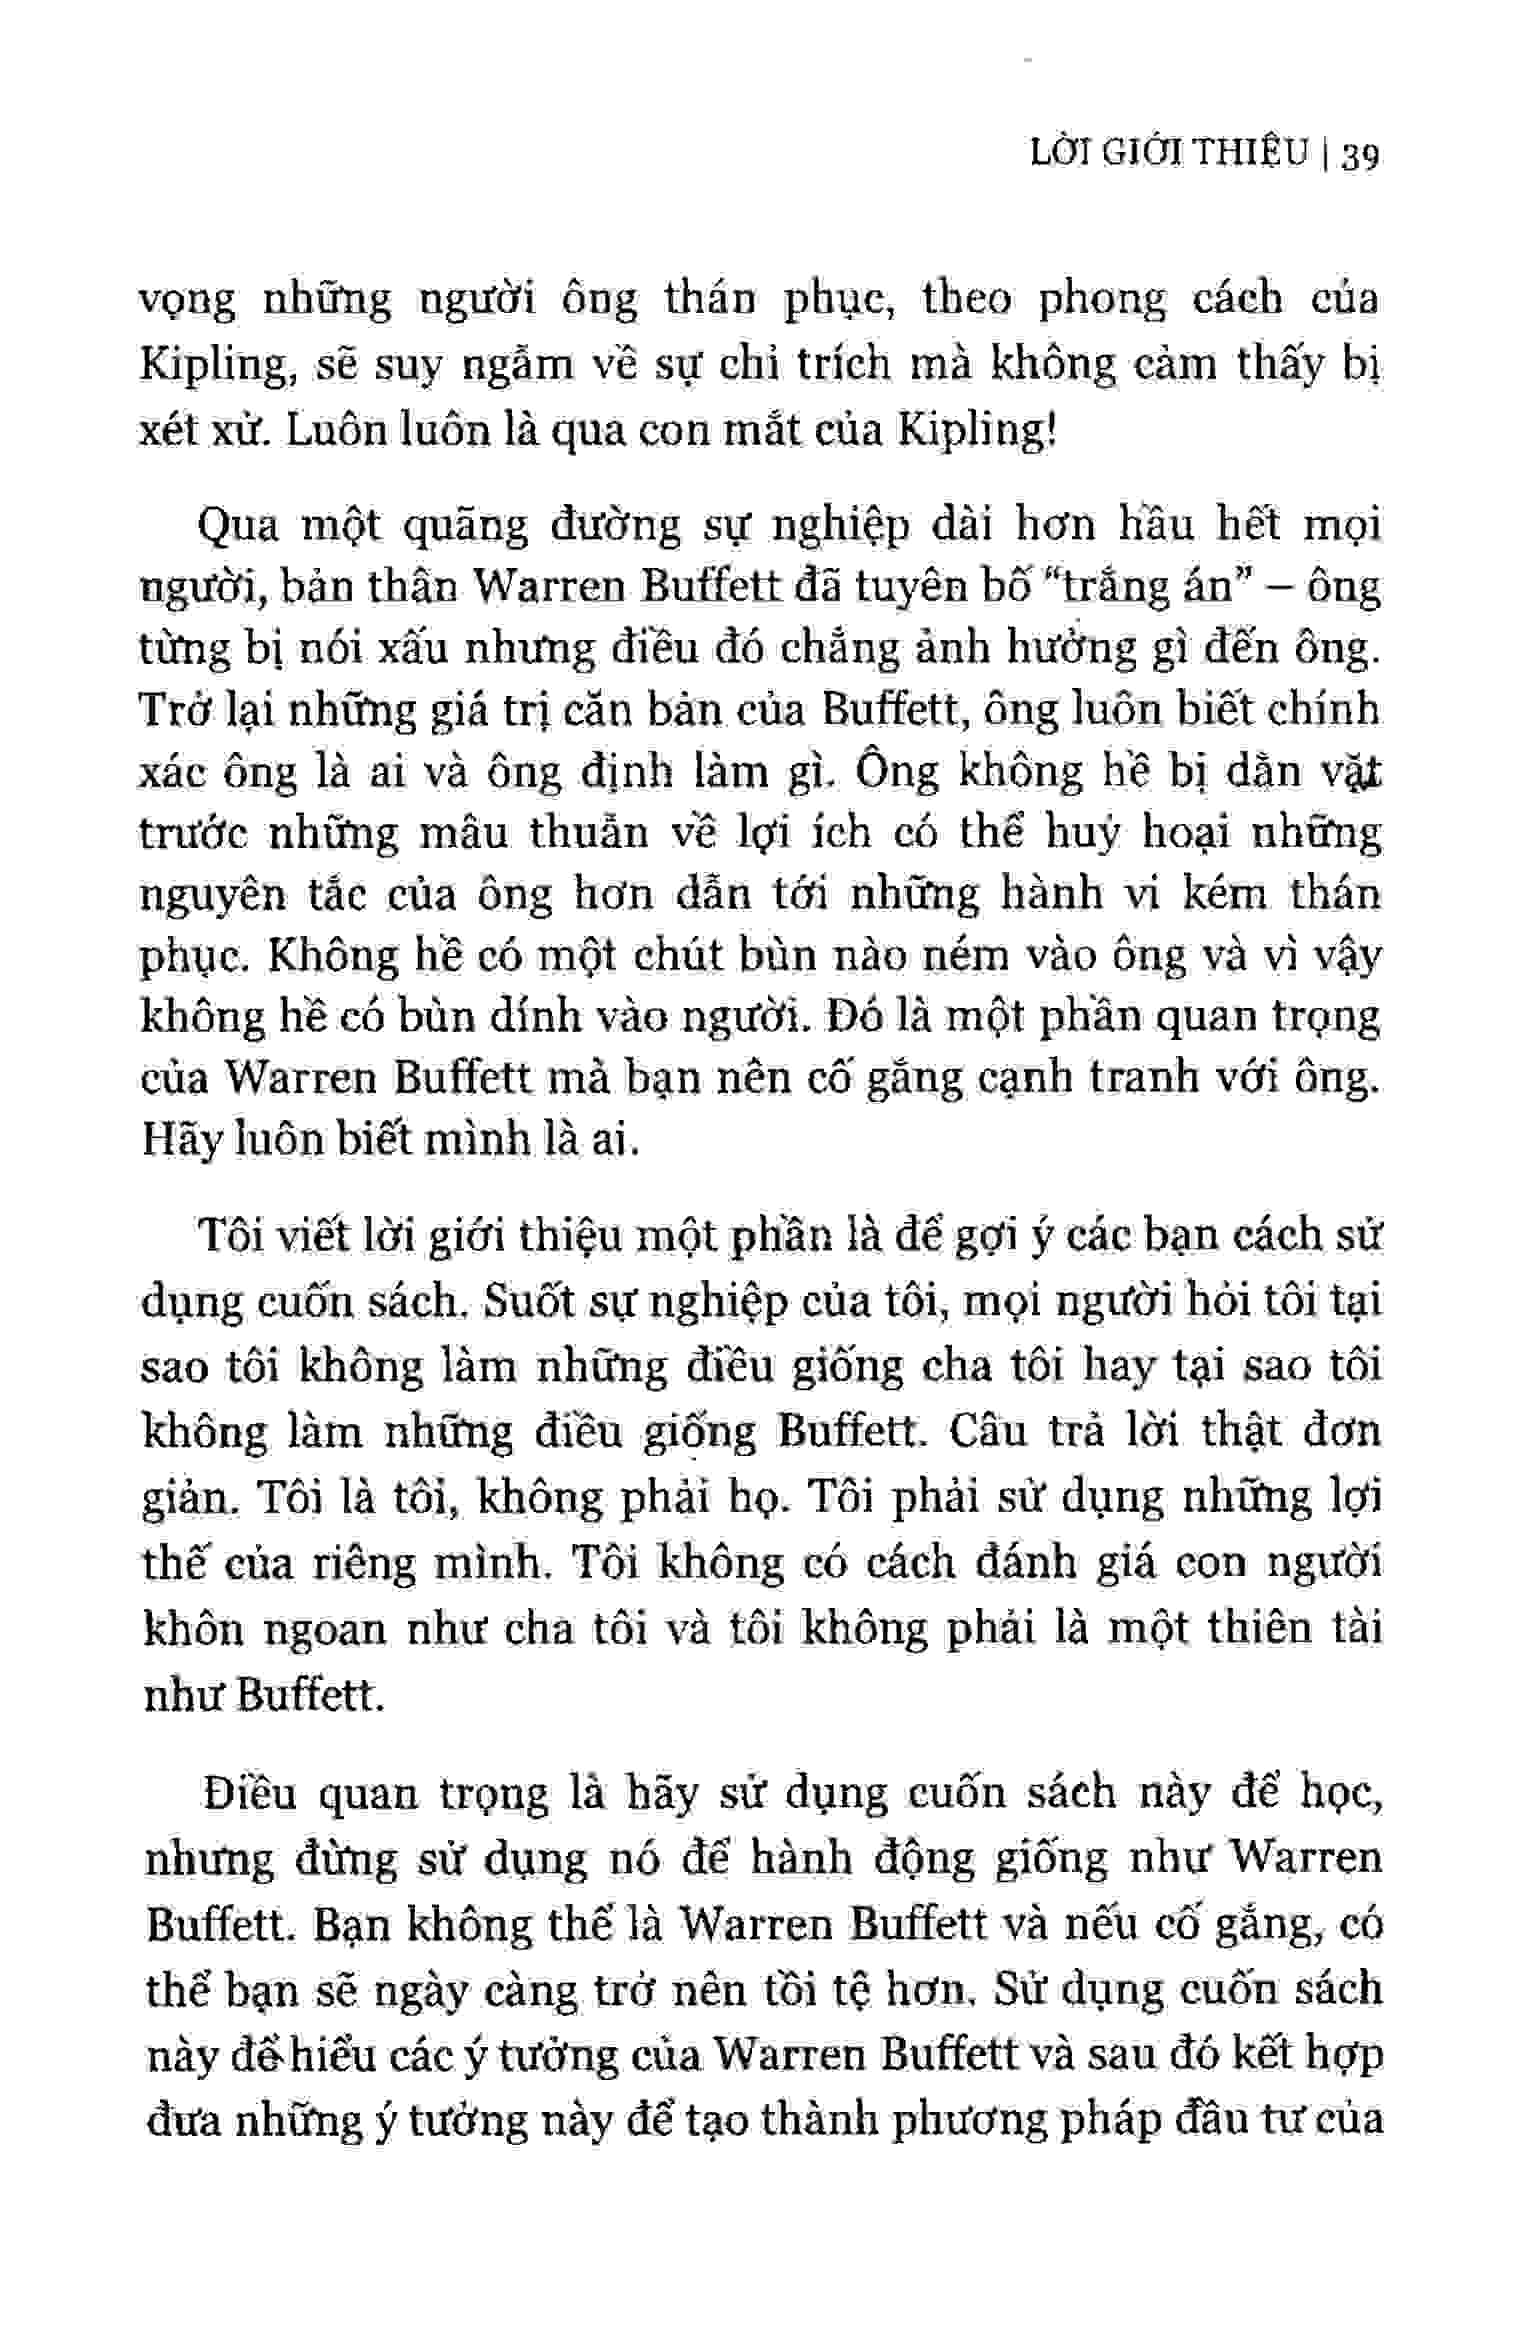 LỜI GIỚI THIỆU | 39
vọng những người ông thán phục, theo phong cách của
Kipling, sẽ suy ngẫm về sự chỉ trích mà không cảm thấy bị
xét xử. Luôn luôn là qua con mắt của Kipling!
Qua một quãng đường sự nghiệp dài hơn hầu hết mọi
người, bản thân Warren Buffett đã tuyên bố “trắng án” – ông
từng bị nói xấu nhưng điều đó chẳng ảnh hưởng gì đến ông.
Trở lại những giá trị căn bản của Buffett, ông luôn biết chính
xác ông là ai và ông định làm gì. Ông không hề bị dằn vặt
trước những mâu thuẫn về lợi ích có thể huỷ hoại những
nguyên tắc của ông hơn dẫn tới những hành vi kém thán
phục. Không hề có một chút bùn nào ném vào ông và vì vậy
không hề có bùn dính vào người. Đó là một phần quan trọng
của Warren Buffett mà bạn nên cố gắng cạnh tranh với ông.
Hãy luôn biết mình là ai.
Tôi viết lời giới thiệu một phần là để gợi ý các bạn cách sử
dụng cuốn sách. Suốt sự nghiệp của tôi, mọi người hỏi tôi tại
sao tôi không làm những điều giống cha tôi hay tại sao tôi
không làm những điều giống Buffett. Câu trả lời thật đơn
giản. Tôi là tôi, không phải họ. Tôi phải sử dụng những lợi
thế của riêng mình. Tôi không có cách đánh giá con người
khôn ngoan như cha tôi và tôi không phải là một thiên tài
như Buffett.
Điều quan trọng là hãy sử dụng cuốn sách này để học,
nhưng đừng sử dụng nó để hành động giống như Warren
Buffett. Bạn không thể là Warren Buffett và nếu cố gắng, có
thể bạn sẽ ngày càng trở nên tồi tệ hơn. Sử dụng cuốn sách
này để hiểu các ý tưởng của Warren Buffett và sau đó kết hợp
đưa những ý tưởng này để tạo thành phương pháp đầu tư của